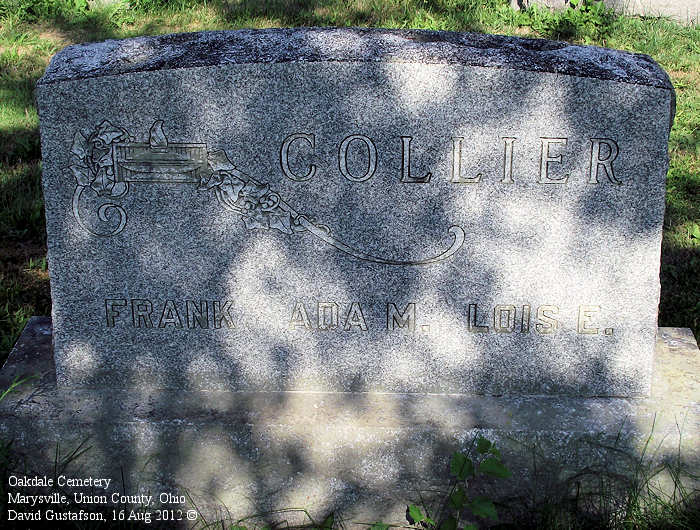 COLLIER
FRANK ADA M. LOIS E.
Oakdale Cemetery
Marysville, Union County, Ohio
David Gustafson, 16 Aug 2012 ©